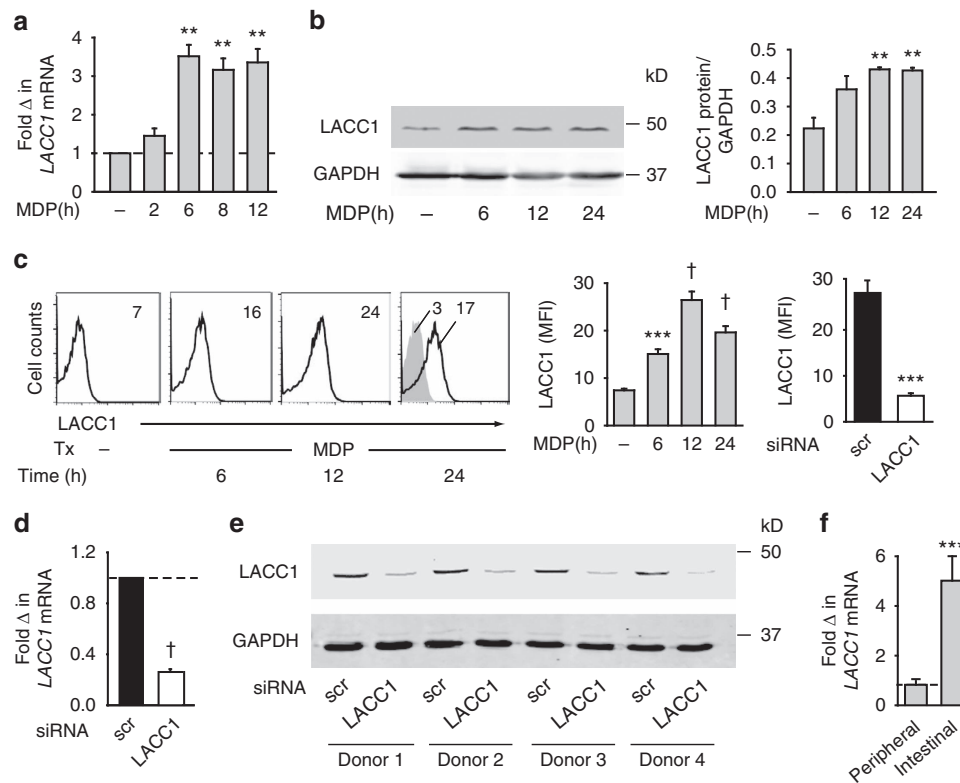 a
Fold Δ in
LACC1 mRNA
4
3
2
1
0
** ** **
MDP(h) – 2 6 8 12
b
kD
LACC1
50
GAPDH
37
MDP(h) – 6 12 24
LACC1 protein/
GAPDH
0.5
0.4
0.3
0.2
0.1
0.0
** **
MDP(h) – 6 12 24
c
Cell counts
7
16
24
3 17
LACC1
Tx – MDP
Time (h) 6 12 24
LACC1 (MFI)
30
20
10
0
*** † †
MDP(h) – 6 12 24
LACC1 (MFI)
30
20
10
0
***
siRNA scr LACC1
d
Fold Δ in
LACC1 mRNA
1.2
0.8
0.4
0.0
†
siRNA scr LACC1
e
kD
LACC1
50
GAPDH
37
siRNA scr LACC1 scr LACC1 scr LACC1 scr LACC1
Donor 1 Donor 2 Donor 3 Donor 4
f
Fold Δ in
LACC1 mRNA
6
4
2
0
***
Peripheral Intestinal